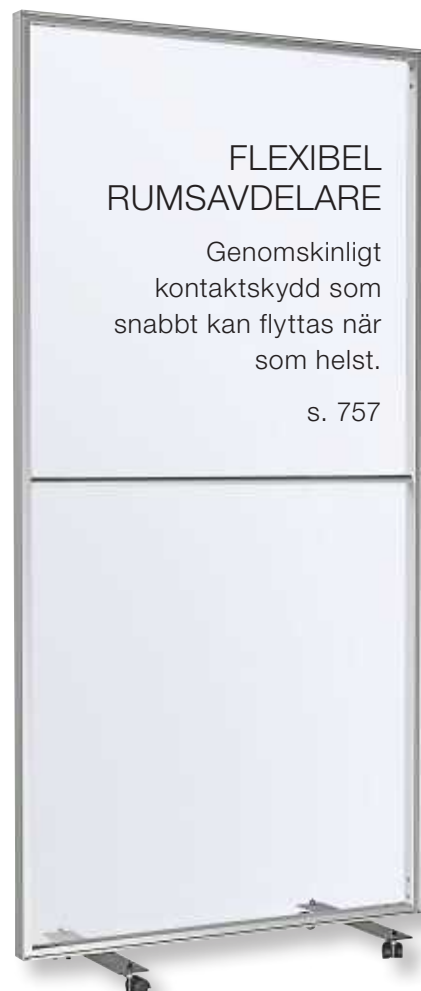 FLEXIBEL
RUMSAVDELARE
Genomskinligt
kontaktskydd som
snabbt kan flyttas när
som helst.
s. 757